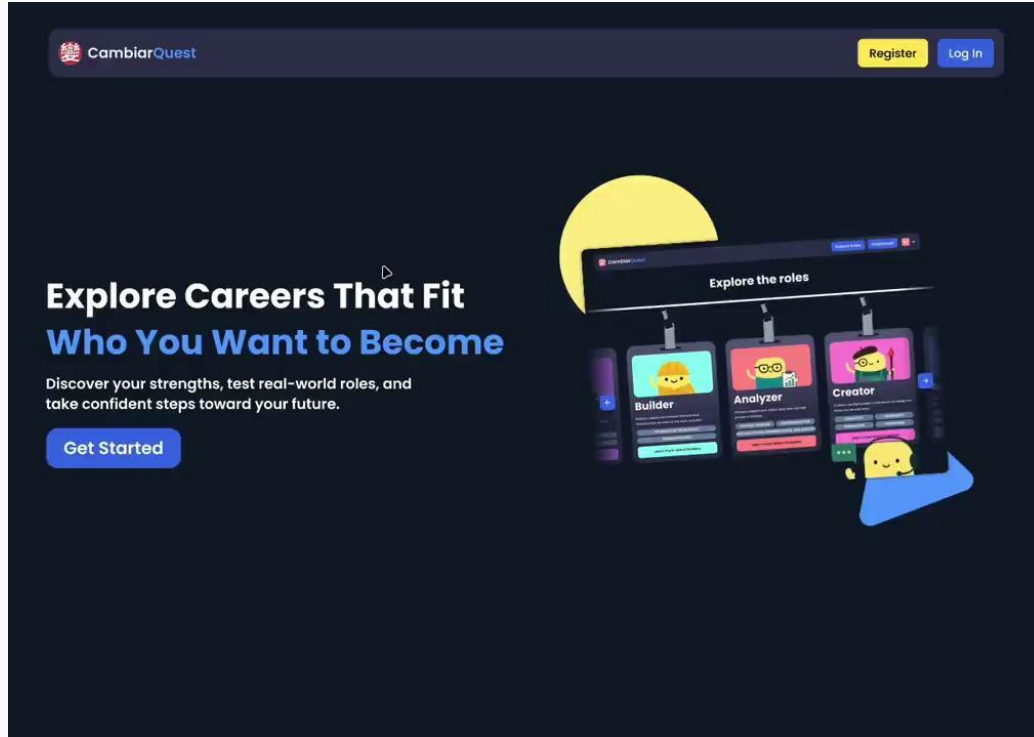 變 CambiarQuest
Register
Log In
Explore Careers That Fit
Who You Want to Become
Discover your strengths, test real-world roles, and
take confident steps toward your future.
Get Started
CambiarQuest
Explore the roles
Builder
Analyzer
Creator